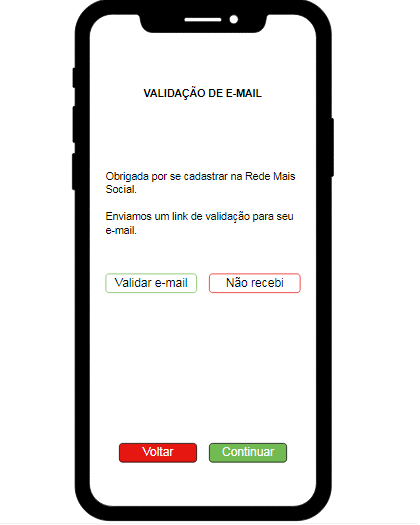 VALIDAÇÃO DE E-MAIL
Obrigada por se cadastrar na Rede Mais
Social.
Enviamos um link de validação para seu
e-mail.
Validar e-mail
Não recebi
Voltar
Continuar